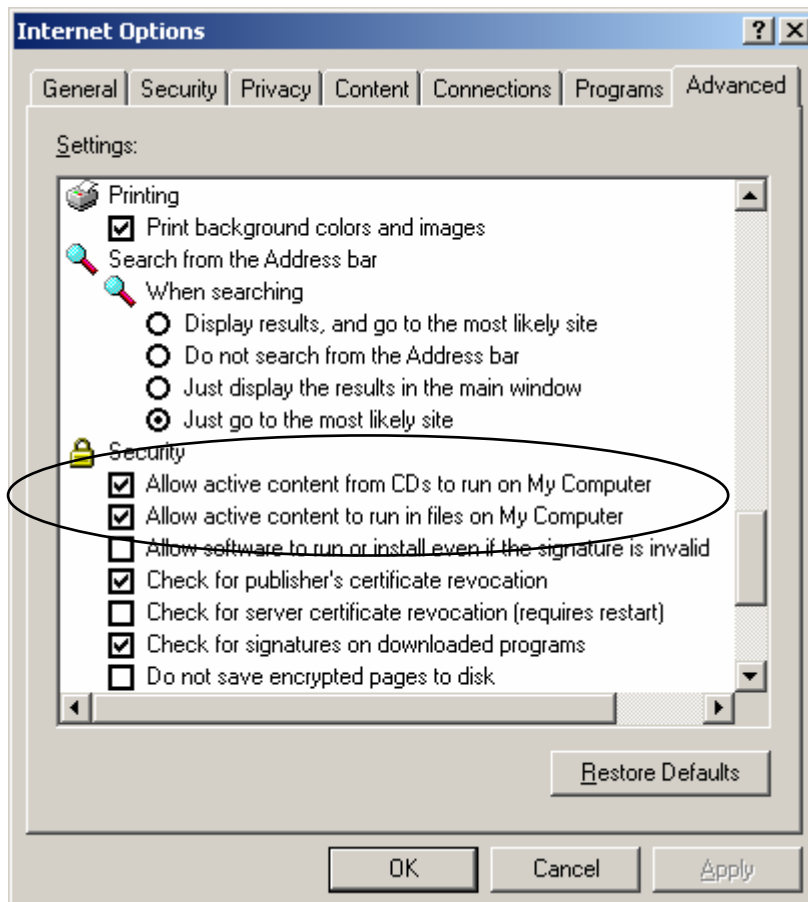 Internet Options
General Security Privacy Content Connections Programs Advanced
Settings:
Printing
Print background colors and images
Search from the Address bar
When searching
Display results, and go to the most likely site
Do not search from the Address bar
Just display the results in the main window
Just go to the most likely site
Security
Allow active content from CDs to run on My Computer
Allow active content to run in files on My Computer
Allow software to run or install even if the signature is invalid
Check for publisher's certificate revocation
Check for server certificate revocation (requires restart)
Check for signatures on downloaded programs
Do not save encrypted pages to disk
Restore Defaults
OK Cancel Apply